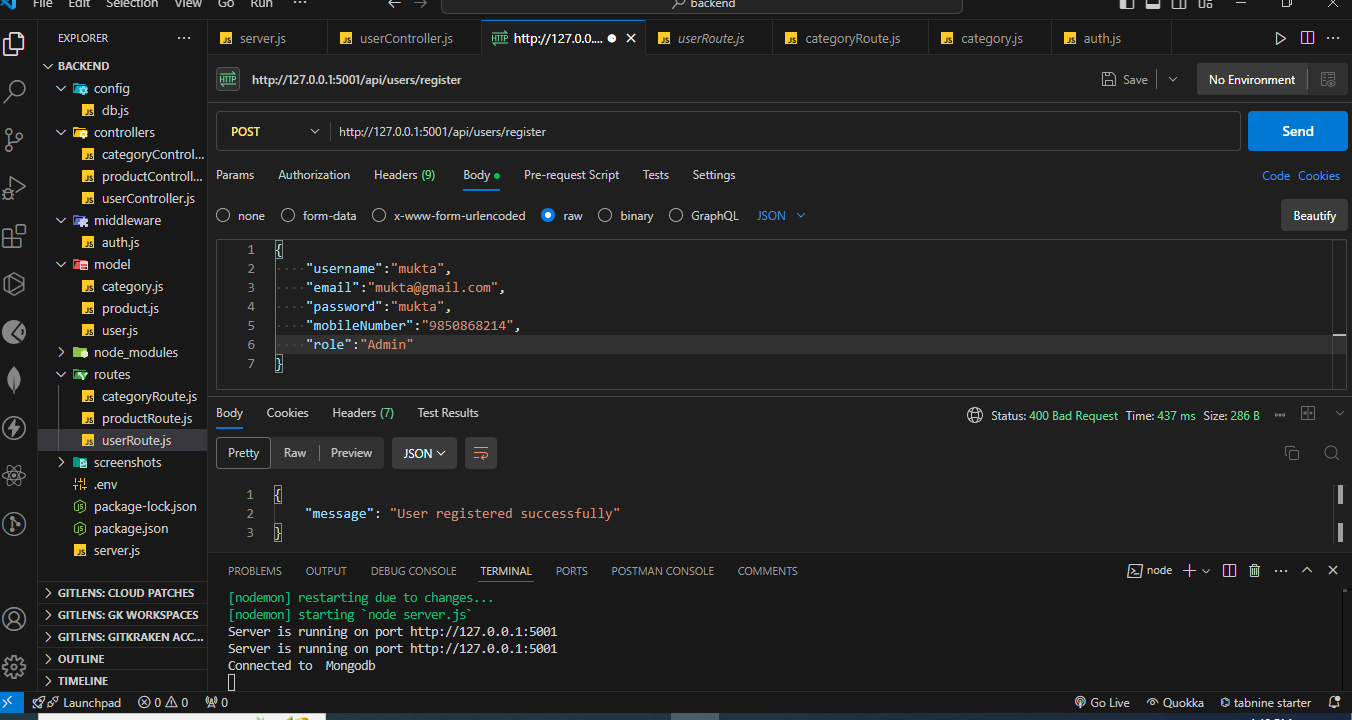 File Edit Selection View Go Run ··· ← → backend
EXPLORER ···
server.js userController.js http://127.0.0.... ● × userRoute.js categoryRoute.js category.js auth.js
BACKEND
config
db.js
controllers
categoryControl...
productControll...
userController.js
middleware
auth.js
model
category.js
product.js
user.js
node_modules
routes
categoryRoute.js
productRoute.js
userRoute.js
screenshots
.env
package-lock.json
package.json
server.js
GITLENS: CLOUD PATCHES
GITLENS: GK WORKSPACES
GITLENS: GITKRAKEN ACC...
OUTLINE
TIMELINE
HTTP http://127.0.0.1:5001/api/users/register Save No Environment
POST http://127.0.0.1:5001/api/users/register Send
Params Authorization Headers (9) Body Pre-request Script Tests Settings Code Cookies
none form-data x-www-form-urlencoded raw binary GraphQL JSON Beautify
1 {
2 "username":"mukta",
3 "email":"mukta@gmail.com",
4 "password":"mukta",
5 "mobileNumber":"9850868214",
6 "role":"Admin"
7 }
Body Cookies Headers (7) Test Results Status: 400 Bad Request Time: 437 ms Size: 286 B
Pretty Raw Preview JSON
1 {
2 "message": "User registered successfully"
3 }
PROBLEMS OUTPUT DEBUG CONSOLE TERMINAL PORTS POSTMAN CONSOLE COMMENTS node
[nodemon] restarting due to changes...
[nodemon] starting `node server.js`
Server is running on port http://127.0.0.1:5001
Server is running on port http://127.0.0.1:5001
Connected to  Mongodb
Launchpad 0 0 0 Go Live Quokka tabnine starter